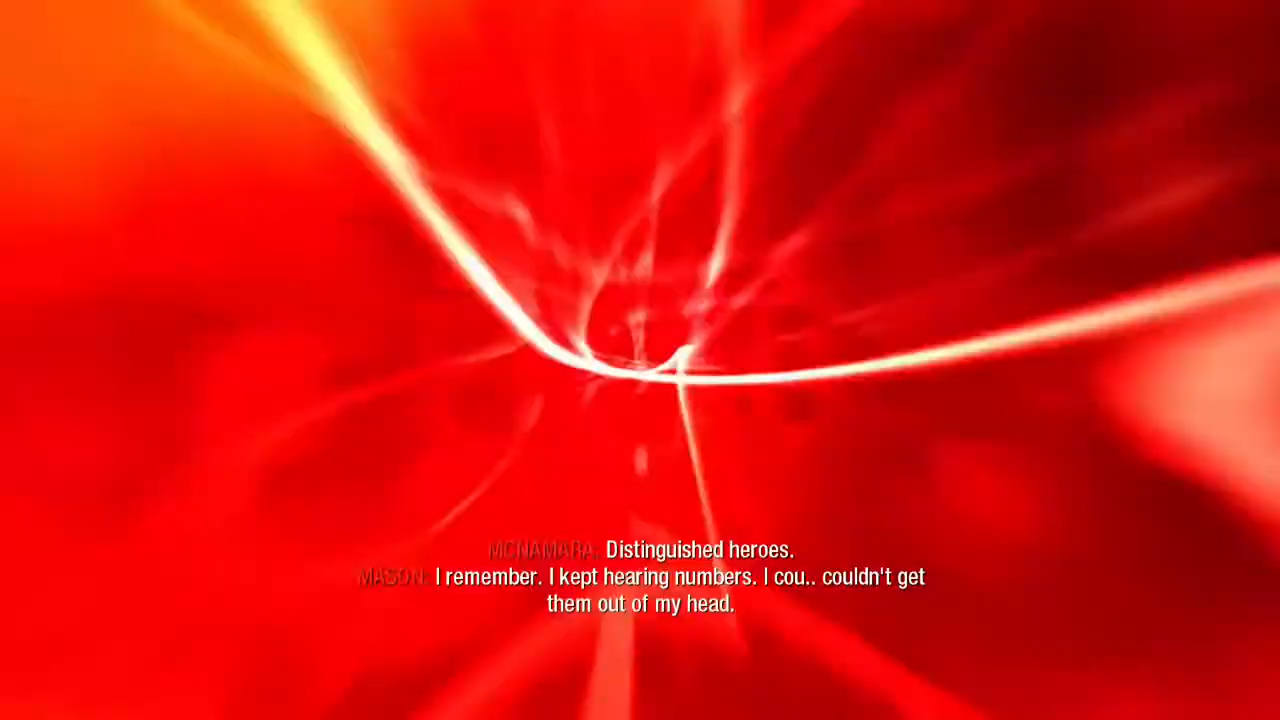 MCNAMARA: Distinguished heroes.
MASON: I remember. I kept hearing numbers. I cou.. couldn't get
them out of my head.